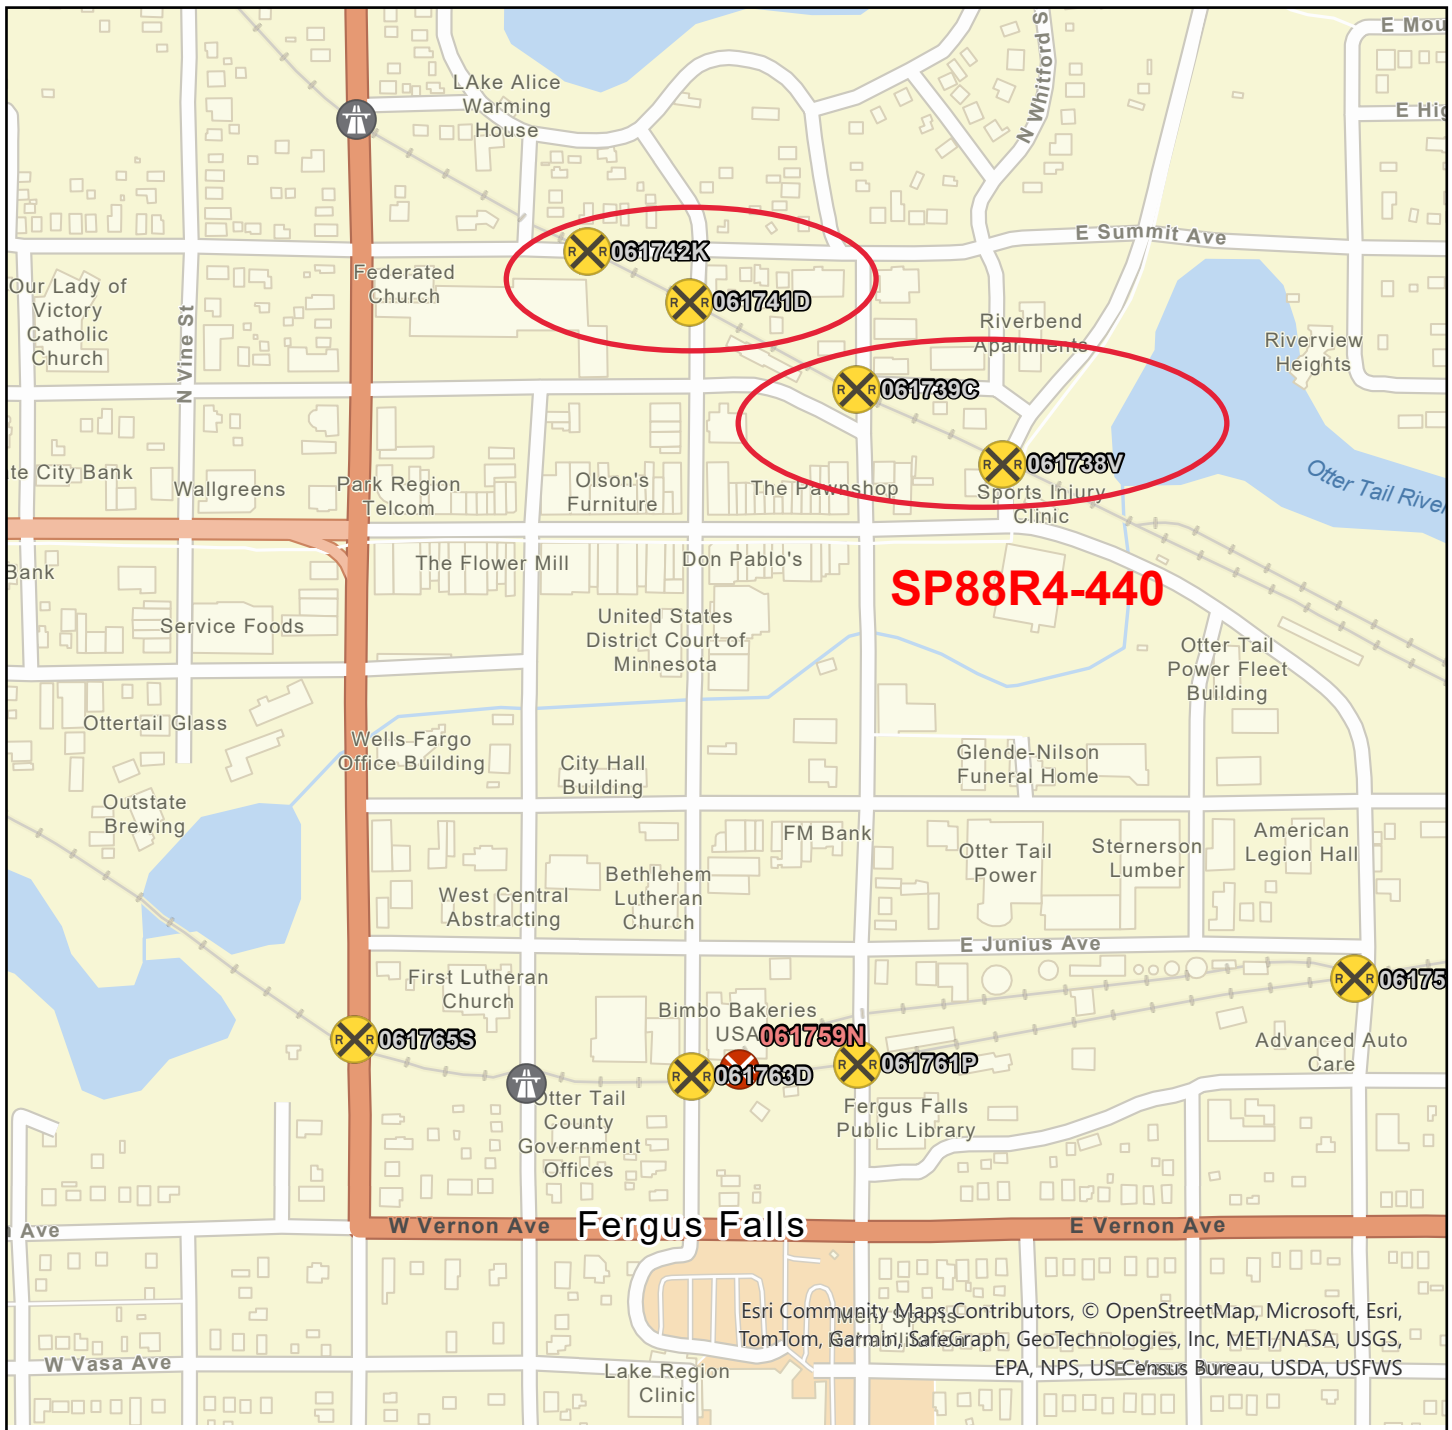 E Mou
LAke Alice
Warming
House
N Whitford S
E Hig
E Summit Ave
061742K
Federated
Church
Our Lady of
Victory
Catholic
Church
061741D
N Vine St
Riverbend
Apartments
Riverview
Heights
061739C
061738V
te City Bank
Wallgreens
Park Region
Telcom
Olson's
Furniture
The Pawnshop
Sports Injury
Clinic
Otter Tail River
Bank
The Flower Mill
Don Pablo's
SP88R4-440
Service Foods
United States
District Court of
Minnesota
Otter Tail
Power Fleet
Building
Ottertail Glass
Wells Fargo
Office Building
City Hall
Building
Glende-Nilson
Funeral Home
Outstate
Brewing
FM Bank
Otter Tail
Power
Sternerson
Lumber
American
Legion Hall
West Central
Abstracting
Bethlehem
Lutheran
Church
E Junius Ave
First Lutheran
Church
06175
Bimbo Bakeries
USA
061759N
061765S
061763D
061761P
Advanced Auto
Care
Otter Tail
County
Government
Offices
Fergus Falls
Public Library
Ave
W Vernon Ave
Fergus Falls
E Vernon Ave
Esri Community Maps Contributors, © OpenStreetMap, Microsoft, Esri,
TomTom, Garmin, SafeGraph, GeoTechnologies, Inc, METI/NASA, USGS,
EPA, NPS, US Census Bureau, USDA, USFWS
W Vasa Ave
Lake Region
Clinic